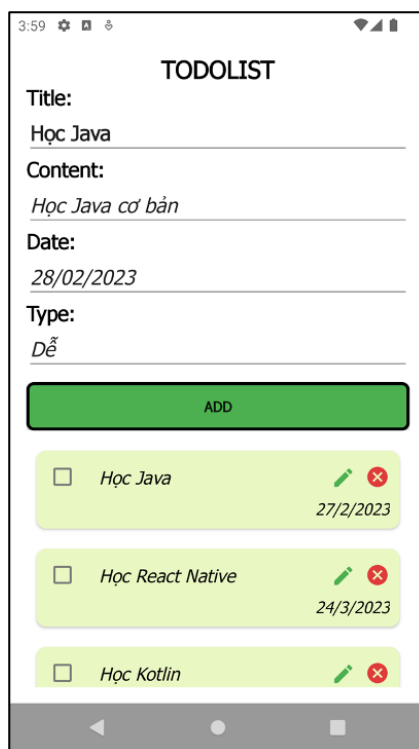 3:59
TODOLIST
Title:
Học Java
Content:
Học Java cơ bản
Date:
28/02/2023
Type:
Dễ
ADD
Học Java
27/2/2023
Học React Native
24/3/2023
Học Kotlin